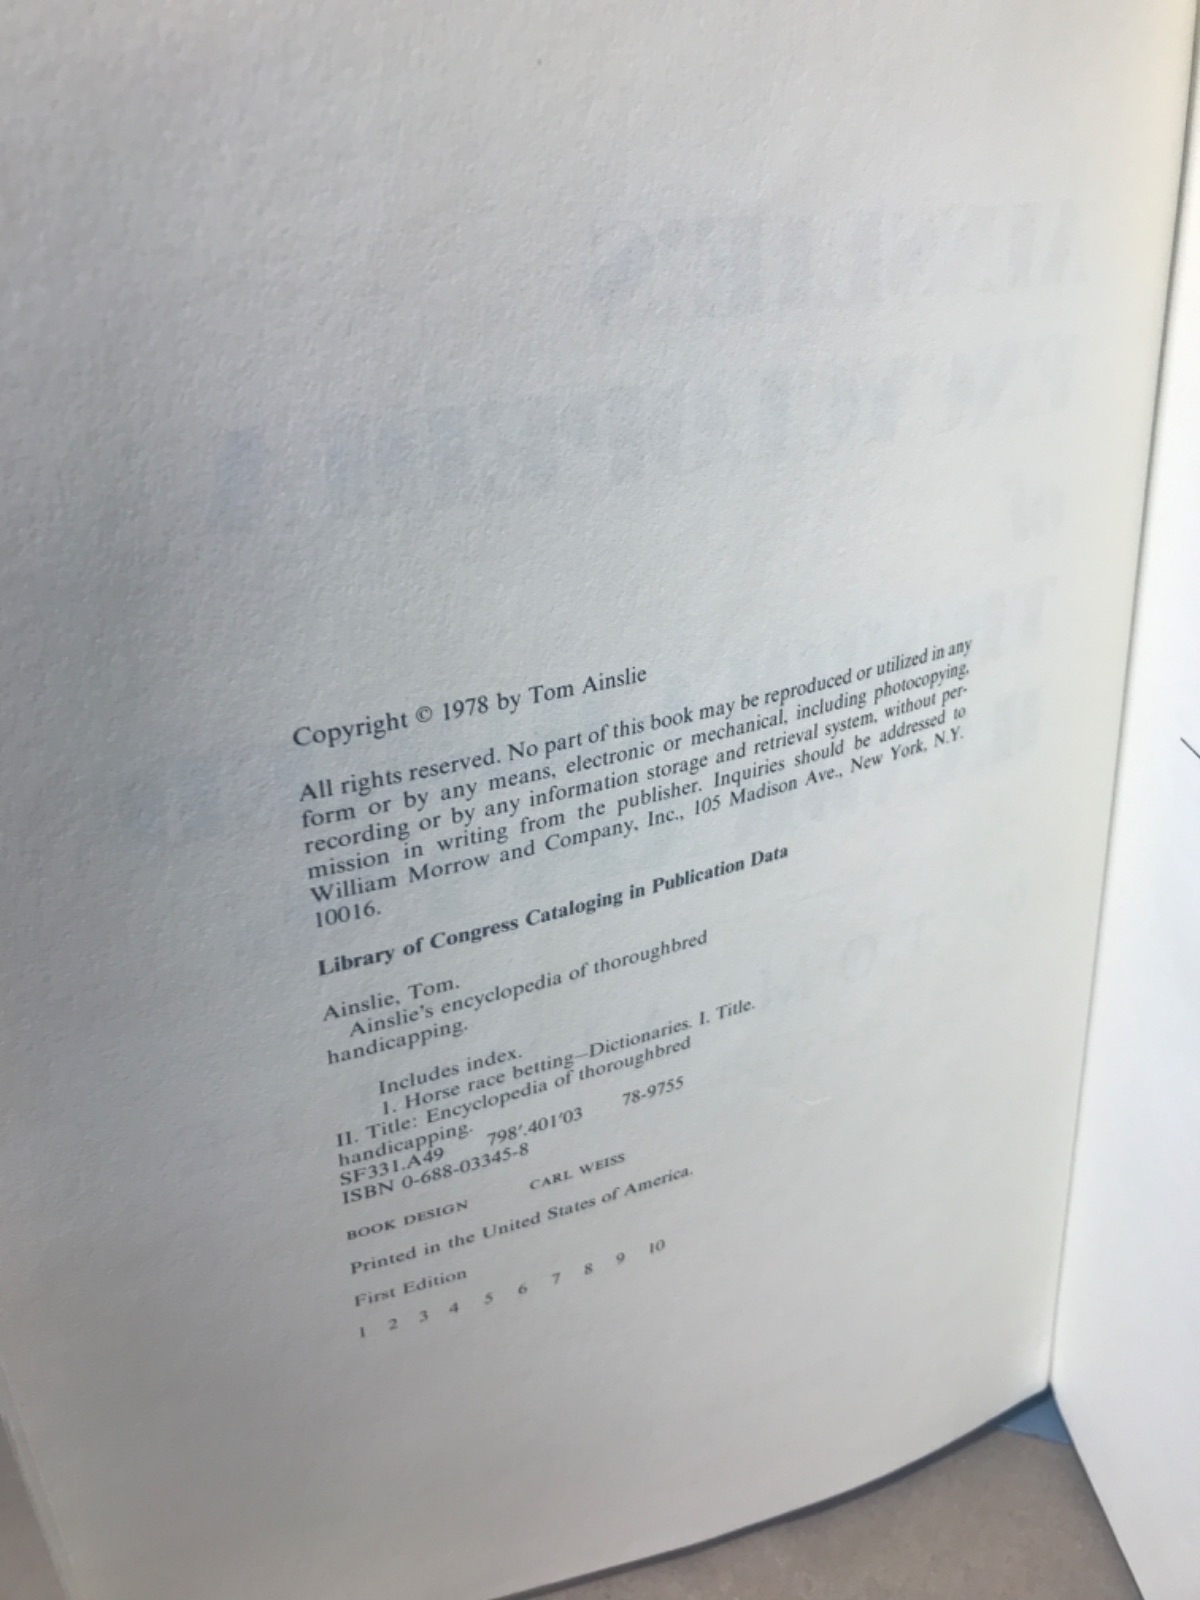 Copyright © 1978 by Tom Ainslie
All rights reserved. No part of this book may be reproduced or utilized in any
form or by any means, electronic or mechanical, including photocopying,
recording or by any information storage and retrieval system, without per-
mission in writing from the publisher. Inquiries should be addressed to
William Morrow and Company, Inc., 105 Madison Ave., New York, N.Y.
10016.
Library of Congress Cataloging in Publication Data
Ainslie, Tom.
Ainslie's encyclopedia of thoroughbred
handicapping.
Includes index.
1. Horse race betting—Dictionaries. I. Title.
II. Title: Encyclopedia of thoroughbred
handicapping.
SF331.A49 798'.401'03 78-9755
ISBN 0-688-03345-8
BOOK DESIGN CARL WEISS
Printed in the United States of America.
First Edition
1 2 3 4 5 6 7 8 9 10